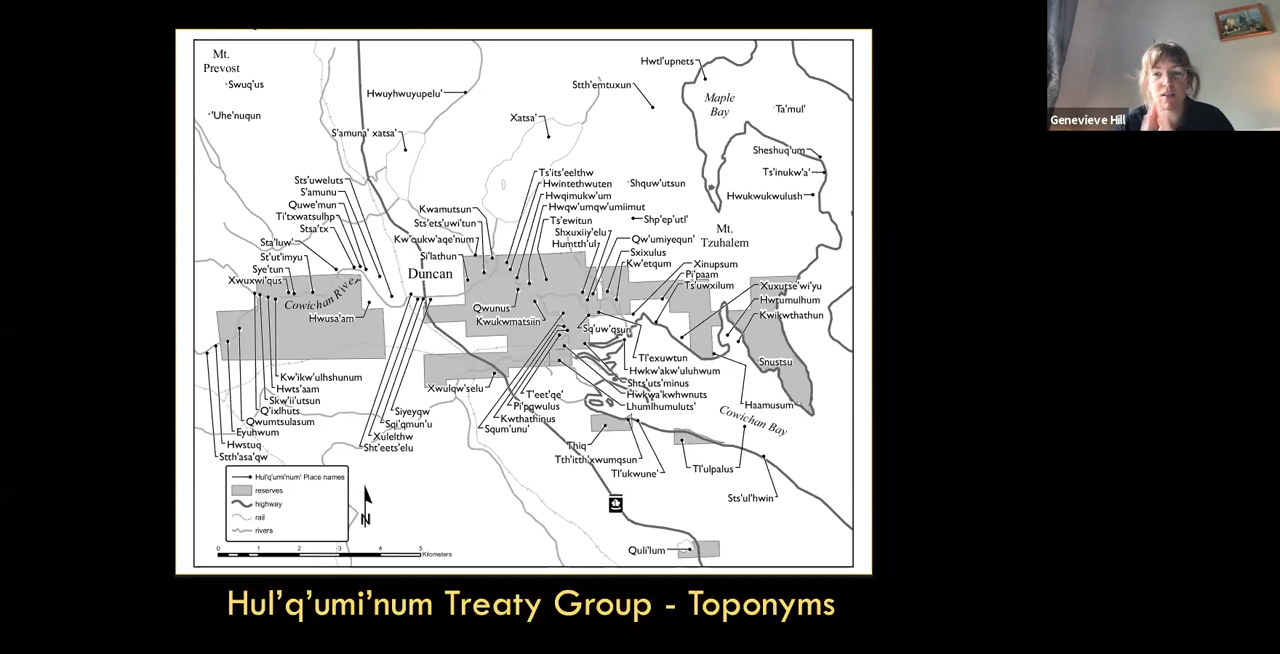 Mt.
Prevost
Swuq'us
'Uhe'nuqun
Hwuyhwuyupelu'
S'amuna' xatsa'
Xatsa'
Stth'emtuxun
Hwtl'upnets
Maple
Bay
Ta'mul'
Sheshuq'um
Ts'inukw'a'
Hwukwukwulush
Sts'uweluts
S'amunu
Quwe'mun
Ti'txwatsulhp
Stsa'tx
Sta'luw'
St'ut'imyu
Sye'tun
Xwuxwi'qus
Cowichan River
Hwusa'am
Duncan
Kwamutsun
Sts'ets'uwi'tun
Kw'oukw'aqe'num
Si'lathun
Ts'its'eelthw
Hwintethwuten
Hwqimukw'um
Hwqw'umqw'umiimut
Ts'ewitun
Shxuxiiy'elu
Humtth'ul
Shquw'utsun
Shp'ep'utl'
Mt.
Tzuhalem
Qw'umiyequn'
Sxixulus
Kw'etqum
Xinupsum
Pi'paam
Ts'uwxilum
Xuxutse'wi'yu
Hwtumulhum
Kwikwthathun
Snustsu
Qwunus
Kwukwmatsiin
Sq'uw'qsun
Tl'exuwtun
Hwkw'akw'uluhwum
Shts'uts'minus
Hwkwa'kwhwnuts
Lhumlhumuluts'
Haamusum
Cowichan Bay
Xwulqw'selu
T'eet'qe'
Pi'pqwulus
Kwthathinus
Squm'unu'
Kw'ikw'ulhshunum
Hwts'aam
Skw'ii'utsun
Q'ixlhuts
Qwumtsulasum
Eyuhwum
Hwstuq
Stth'asa'qw
Siyeyqw
Sqi'qmun'u
Xulelthw
Sht'eets'elu
Thiq
Tth'itth'xwumqsun
Tl'ukwune'
Tl'ulpalus
Sts'ul'hwin
Quli'lum
Hul'q'umi'num' Place names
reserves
highway
rail
rivers
N
0 1 2 3 4 5
Kilometers
Hul'q'umi'num Treaty Group - Toponyms
Genevieve Hill